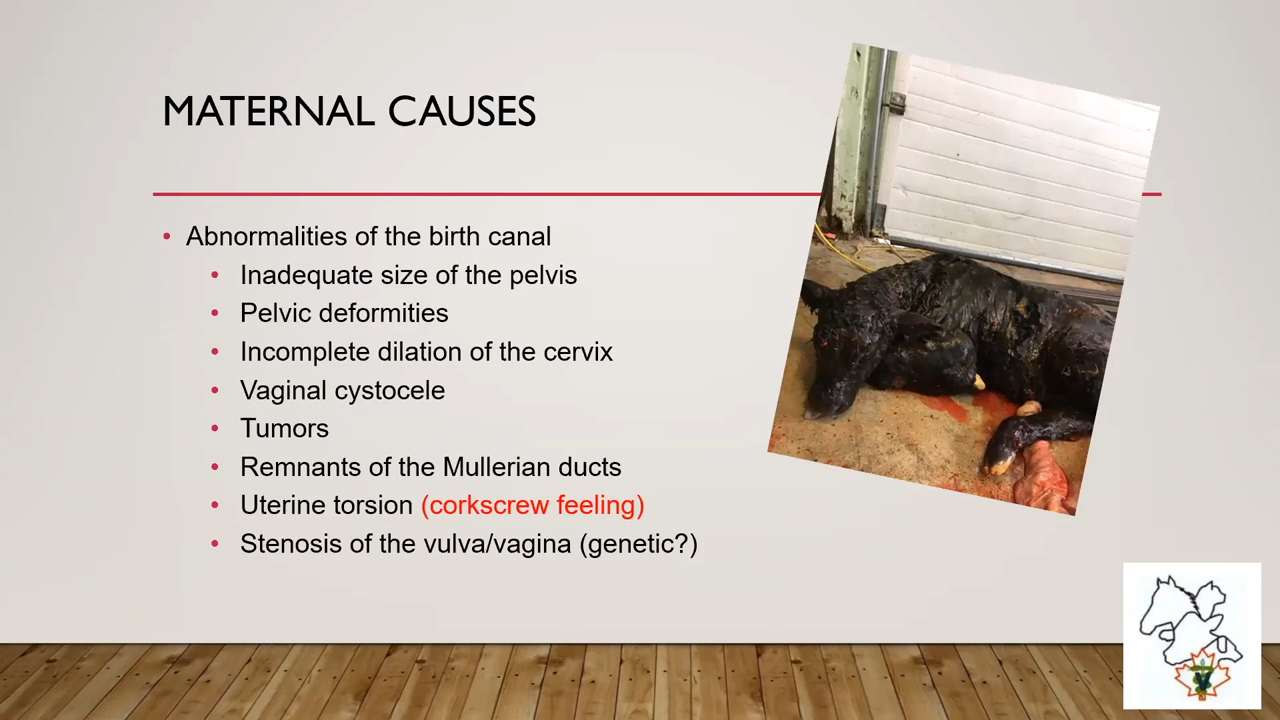 MATERNAL CAUSES
• Abnormalities of the birth canal
• Inadequate size of the pelvis
• Pelvic deformities
• Incomplete dilation of the cervix
• Vaginal cystocele
• Tumors
• Remnants of the Mullerian ducts
• Uterine torsion (corkscrew feeling)
• Stenosis of the vulva/vagina (genetic?)